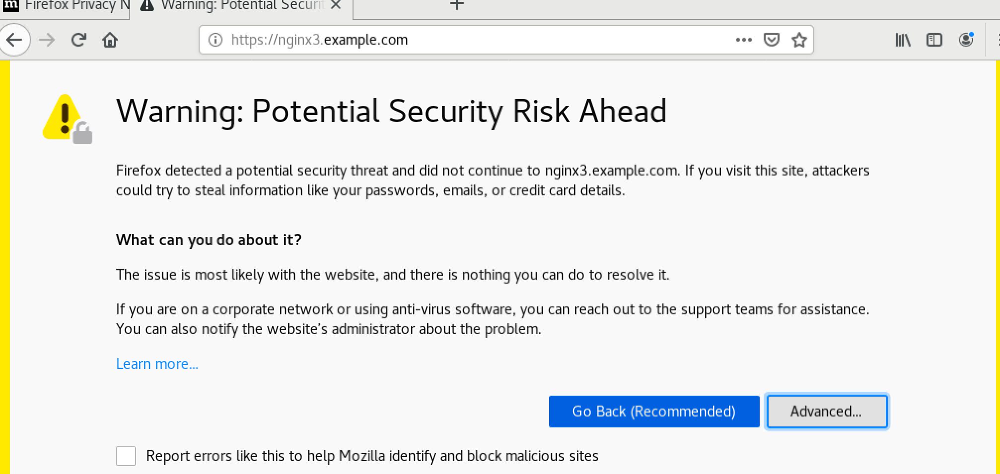 m Firefox Privacy N Warning: Potential Securit
https://nginx3.example.com
Warning: Potential Security Risk Ahead
Firefox detected a potential security threat and did not continue to nginx3.example.com. If you visit this site, attackers
could try to steal information like your passwords, emails, or credit card details.
What can you do about it?
The issue is most likely with the website, and there is nothing you can do to resolve it.
If you are on a corporate network or using anti-virus software, you can reach out to the support teams for assistance.
You can also notify the website's administrator about the problem.
Learn more...
Go Back (Recommended) Advanced...
Report errors like this to help Mozilla identify and block malicious sites